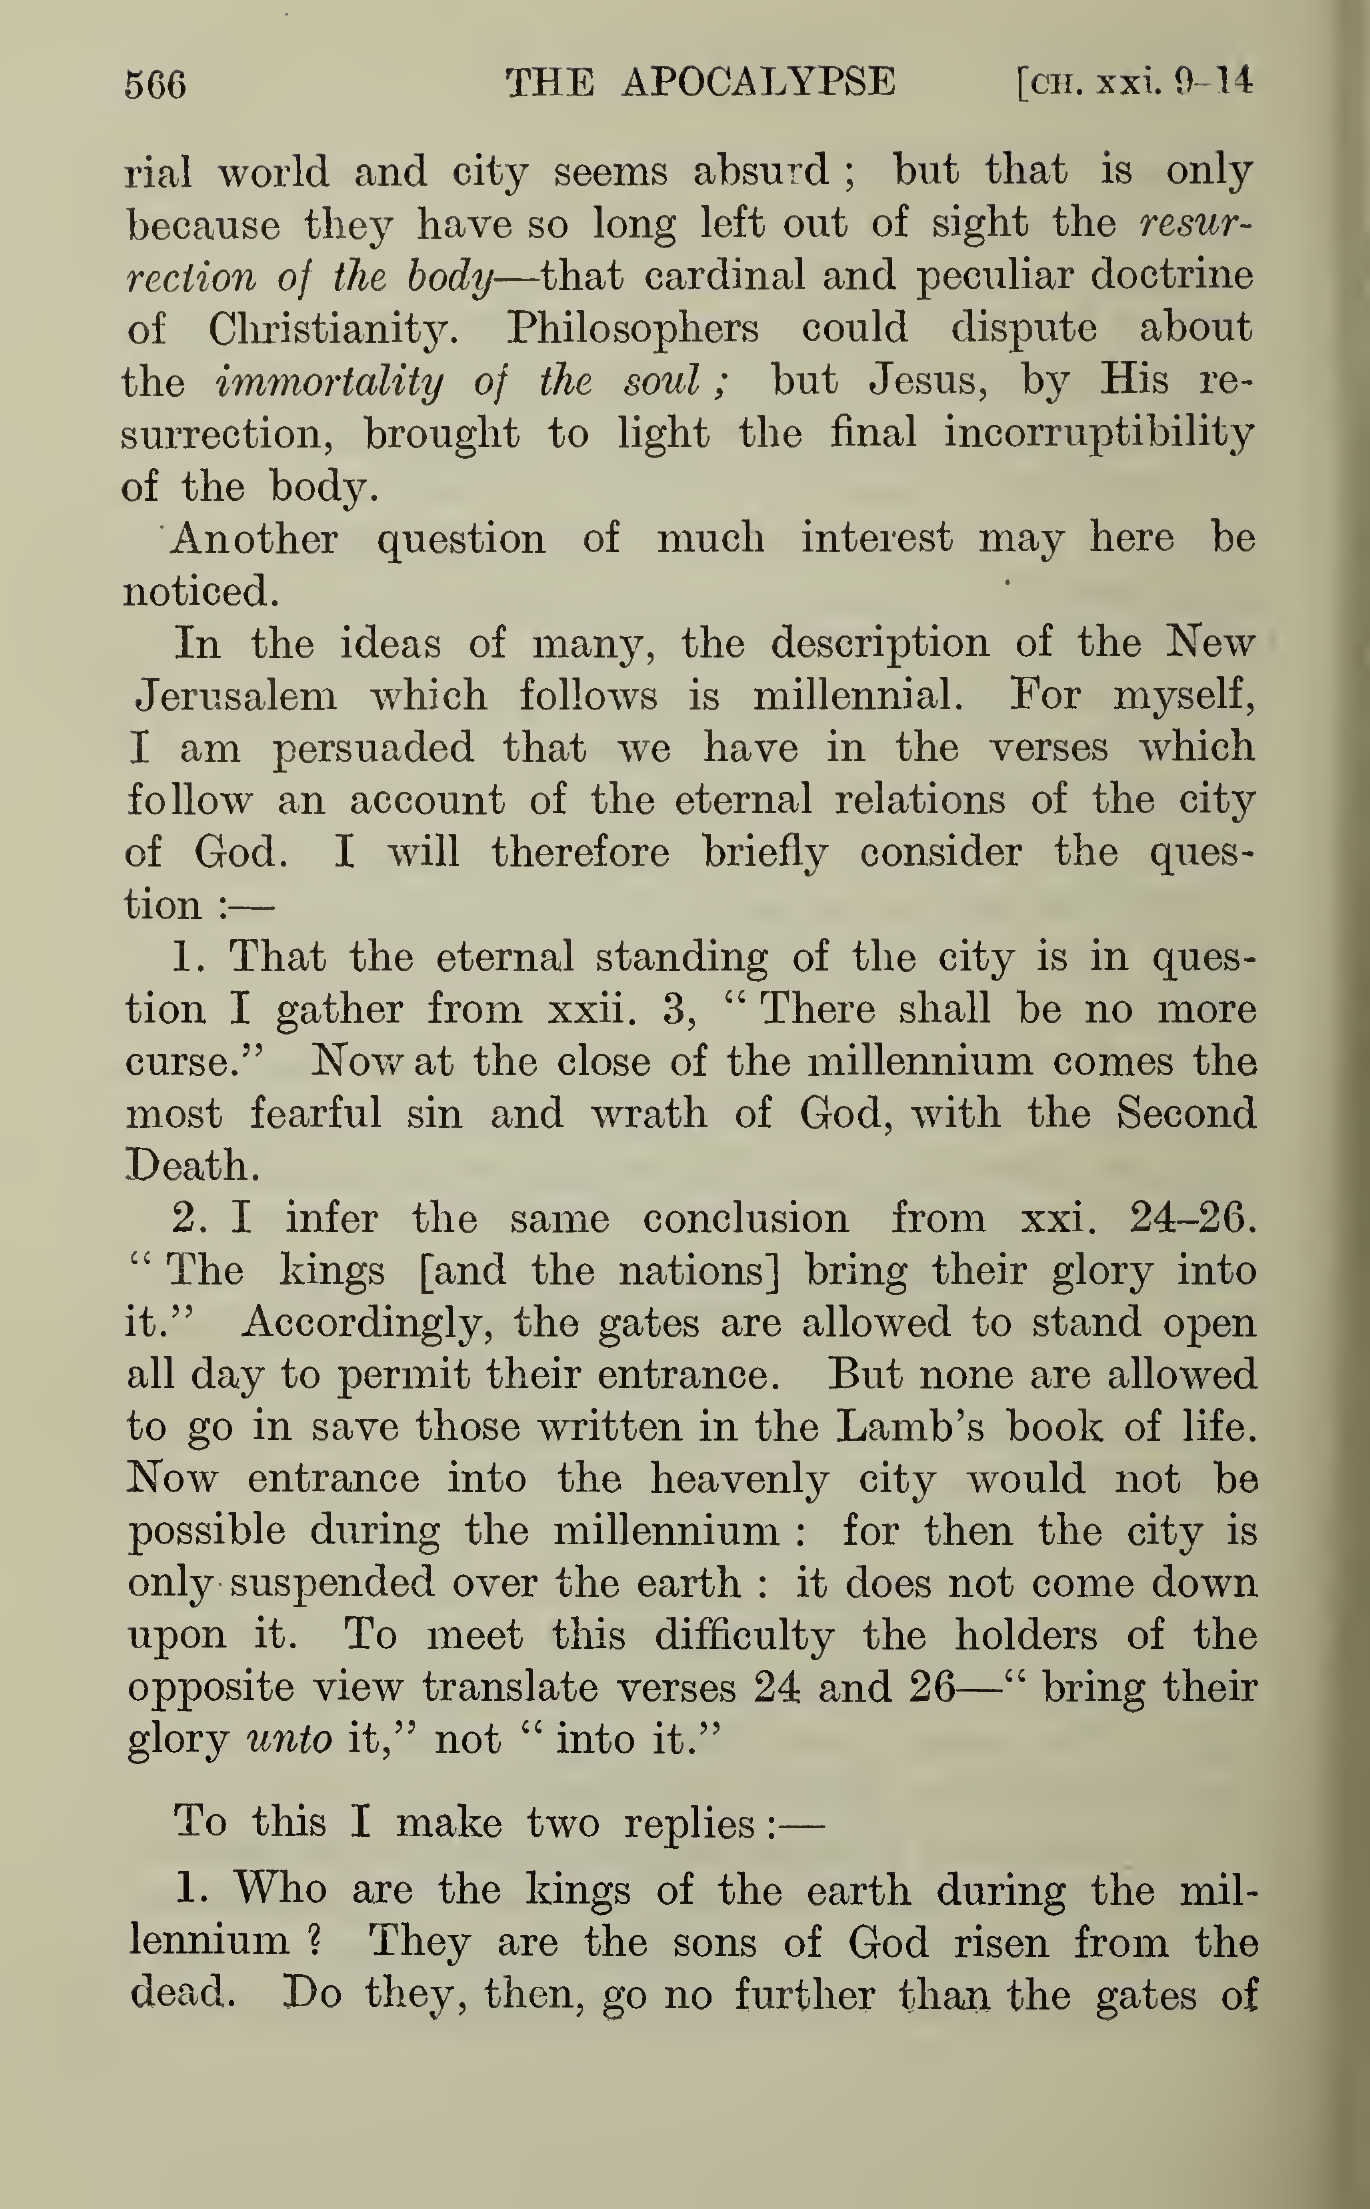 566 THE APOCALYPSE [CH. xxi. 9-14
rial world and city seems absurd ; but that is only
because they have so long left out of sight the resur-
rection of the body—that cardinal and peculiar doctrine
of Christianity. Philosophers could dispute about
the immortality of the soul ; but Jesus, by His re-
surrection, brought to light the final incorruptibility
of the body.
Another question of much interest may here be
noticed.
In the ideas of many, the description of the New
Jerusalem which follows is millennial. For myself,
I am persuaded that we have in the verses which
follow an account of the eternal relations of the city
of God. I will therefore briefly consider the ques-
tion :—
1. That the eternal standing of the city is in ques-
tion I gather from xxii. 3, “ There shall be no more
curse.” Now at the close of the millennium comes the
most fearful sin and wrath of God, with the Second
Death.
2. I infer the same conclusion from xxi. 24–26.
“ The kings [and the nations] bring their glory into
it.” Accordingly, the gates are allowed to stand open
all day to permit their entrance. But none are allowed
to go in save those written in the Lamb’s book of life.
Now entrance into the heavenly city would not be
possible during the millennium : for then the city is
only suspended over the earth : it does not come down
upon it. To meet this difficulty the holders of the
opposite view translate verses 24 and 26—“ bring their
glory unto it,” not “ into it.”
To this I make two replies :—
1. Who are the kings of the earth during the mil-
lennium ? They are the sons of God risen from the
dead. Do they, then, go no further than the gates of